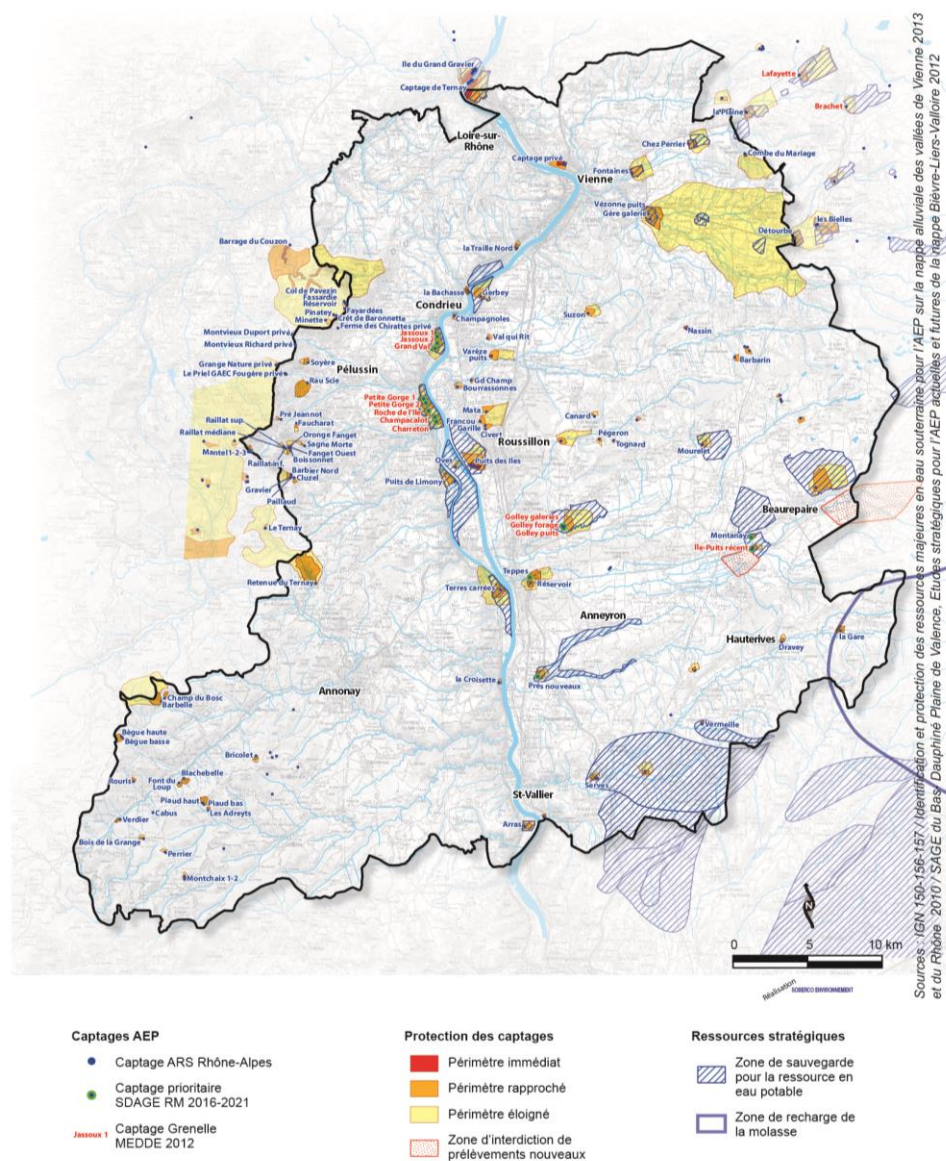 Ile du Grand Gravier
Captage de Ternay
Loire-sur-
Rhône
Captage privé
Vienne
Lafayette
Brachet
la Plaine
Chez Perrier
Combe du Mariage
Fontaines
Vézonne puits
Gère galerie
les Bielles
Détourbe
Barrage du Couzon
la Traille Nord
Col de Pavezin
Fassardie
Réservoir
Fayardées
Pinatey
Crêt de Baronnette
Minette
Ferme des Chirattes privé
la Bachasse
Gerbey
Condrieu
Champagnoles
Suzon
Jassoux 1
Jassoux 2
Grand Val
Val qui Rit
Nassin
Varèze
puits
Barbarin
Montvieux Duport privé
Montvieux Richard privé
Grange Nature privé
Soyère
Le Priel GAEC Fougère privé
Pélussin
Rau Scie
Gd Champ
Bourrassonnes
Petite Gorge 1
Petite Gorge 2
Roche de l'Ile
Champacalot
Charreton
Mata
Francou
Garille
Civert
Canard
Roussillon
Pégeron
Tognard
Mourelet
Pré Jeannot
Raillat sup.
Faucharat
Raillat médiane
Oronge Fanget
Sagne Morte
Mantel1-2-3
Fanget Ouest
Boissonnet
Raillat inf.
Barbier Nord
Cluzel
Gravier
Paillaud
Le Ternay
Retenue du Ternay
Oves
Puits des Iles
Puits de Limony
Golley galeries
Golley forage
Golley puits
Beaurepaire
Montanay
Ile-Puits récent
Teppes
Réservoir
Terres carrées
Anneyron
Hauterives
la Gare
Dravey
la Croisette
Prés nouveaux
Annonay
Champ du Bosc
Barbelle
Bègue haute
Bègue basse
Bricolet
Vermeille
Rouris
Font du
Loup
Blachebelle
Piaud haut
Piaud bas
Les Adreyts
Cabus
Verdier
Bois de la Grange
Perrier
Montchaix 1-2
Serves
St-Vallier
Arras
N
0 5 10 km
Réalisation SOBERCO ENVIRONNEMENT
Sources : IGN 150-156-157 / Identification et protection des ressources majeures en eau souterraine pour l'AEP sur la nappe alluviale des vallées de Vienne 2013
et du Rhône. 2010 / SAGE du Bas Dauphiné Plaine de Valence, Etudes stratégiques pour l'AEP actuelles et futures de la nappe Bièvre-Liers-Valloire 2012
Captages AEP
Captage ARS Rhône-Alpes
Captage prioritaire
SDAGE RM 2016-2021
Jassoux 1
Captage Grenelle
MEDDE 2012
Protection des captages
Périmètre immédiat
Périmètre rapproché
Périmètre éloigné
Zone d'interdiction de
prélèvements nouveaux
Ressources stratégiques
Zone de sauvegarde
pour la ressource en
eau potable
Zone de recharge de
la molasse